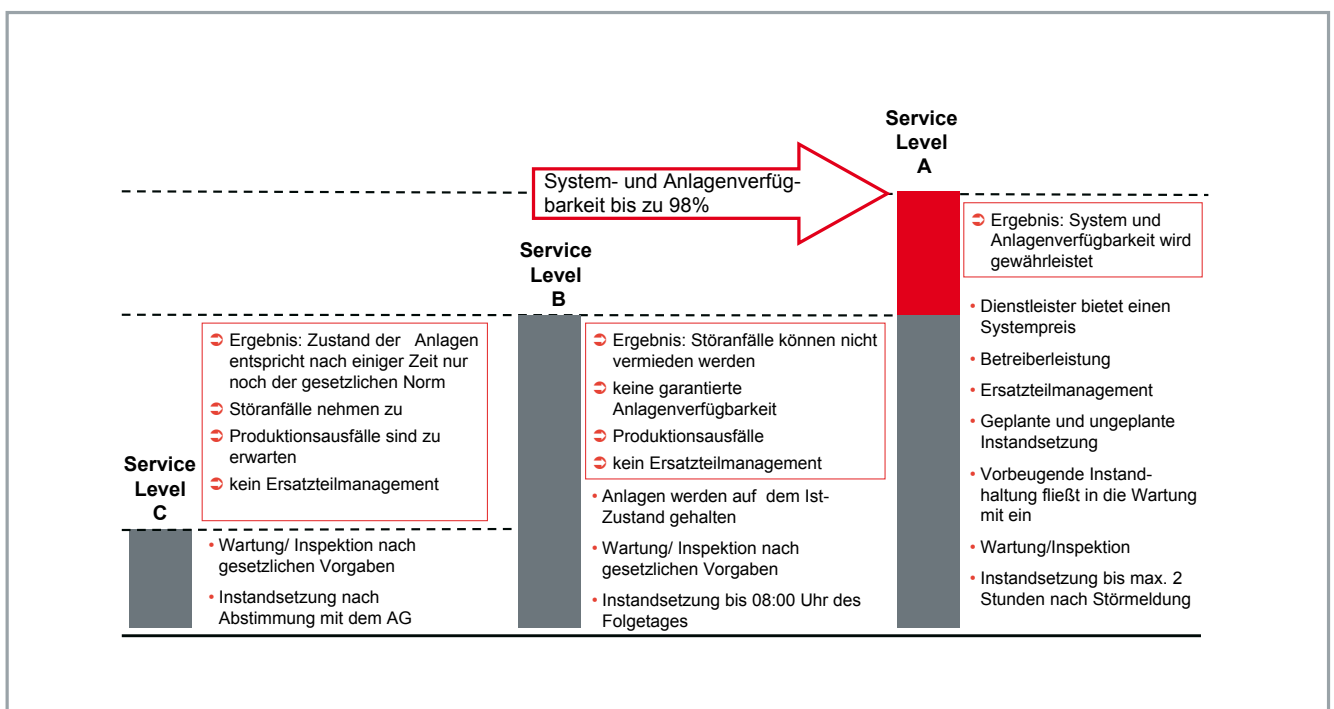 Service
Level
A
System- und Anlagenverfüg-
barkeit bis zu 98%
➲ Ergebnis: System und
Anlagenverfügbarkeit wird
gewährleistet
• Dienstleister bietet einen
Systempreis
• Betreiberleistung
• Ersatzteilmanagement
• Geplante und ungeplante
Instandsetzung
• Vorbeugende Instand-
haltung fließt in die Wartung
mit ein
• Wartung/Inspektion
• Instandsetzung bis max. 2
Stunden nach Störmeldung
Service
Level
B
➲ Ergebnis: Störanfälle können nicht
vermieden werden
➲ keine garantierte
Anlagenverfügbarkeit
➲ Produktionsausfälle
➲ kein Ersatzteilmanagement
• Anlagen werden auf dem Ist-
Zustand gehalten
• Wartung/ Inspektion nach
gesetzlichen Vorgaben
• Instandsetzung bis 08:00 Uhr des
Folgetages
➲ Ergebnis: Zustand der Anlagen
entspricht nach einiger Zeit nur
noch der gesetzlichen Norm
➲ Störanfälle nehmen zu
➲ Produktionsausfälle sind zu
erwarten
➲ kein Ersatzteilmanagement
Service
Level
C
• Wartung/ Inspektion nach
gesetzlichen Vorgaben
• Instandsetzung nach
Abstimmung mit dem AG